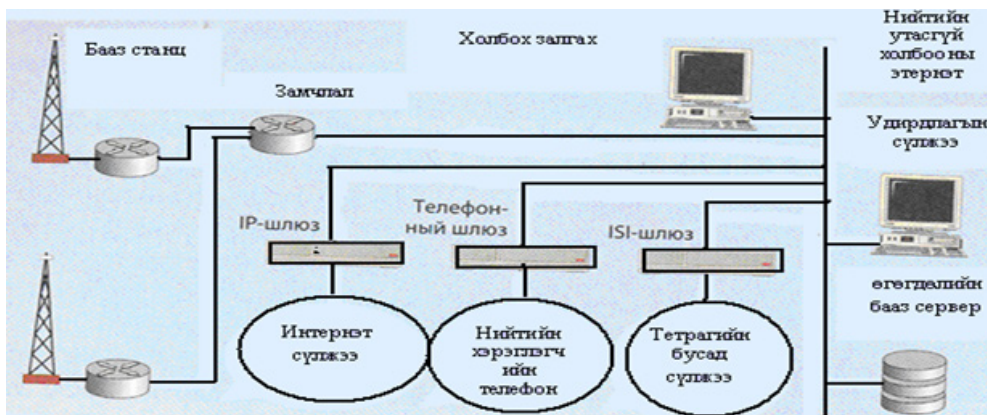 Бааз станц
Холбох залгах
Нийтийн
утасгүй
холбооны
этернэт
Замчлал
Удирдлагын
сүлжээ
IP-шлюз
Телефон-
ный шлюз
ISI-шлюз
өгөгдөлийн
бааз сервер
Интернэт
сүлжээ
Нийтийн
хэрэглэгч
ийн
телефон
Тетрагийн
бусад
сүлжээ